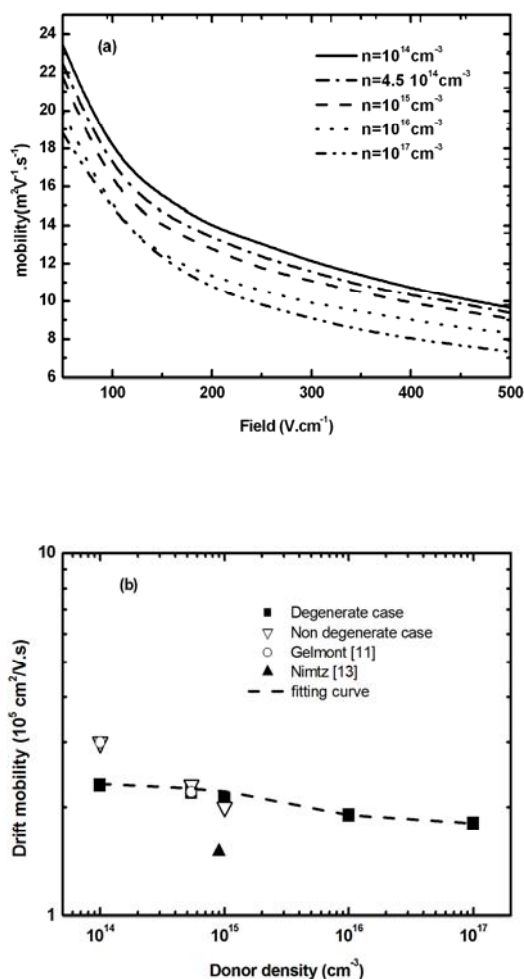 (a)
n=10¹⁴cm⁻³
n=4.5 10¹⁴cm⁻³
n=10¹⁵cm⁻³
n=10¹⁶cm⁻³
n=10¹⁷cm⁻³
mobility(m²V⁻¹.s⁻¹)
24
22
20
18
16
14
12
10
8
6
100 200 300 400 500
Field (V.cm⁻¹)
(b)
Degenerate case
Non degenerate case
Gelmont [11]
Nimtz [13]
fitting curve
Drift mobility (10⁵ cm²/V.s)
10
1
10¹⁴ 10¹⁵ 10¹⁶ 10¹⁷
Donor density (cm⁻³)